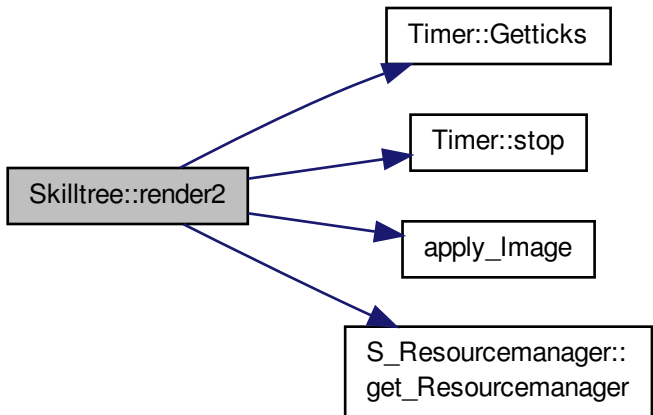 Timer::Getticks
Timer::stop
Skilltree::render2
apply_Image
S_Resourcemanager::
get_Resourcemanager